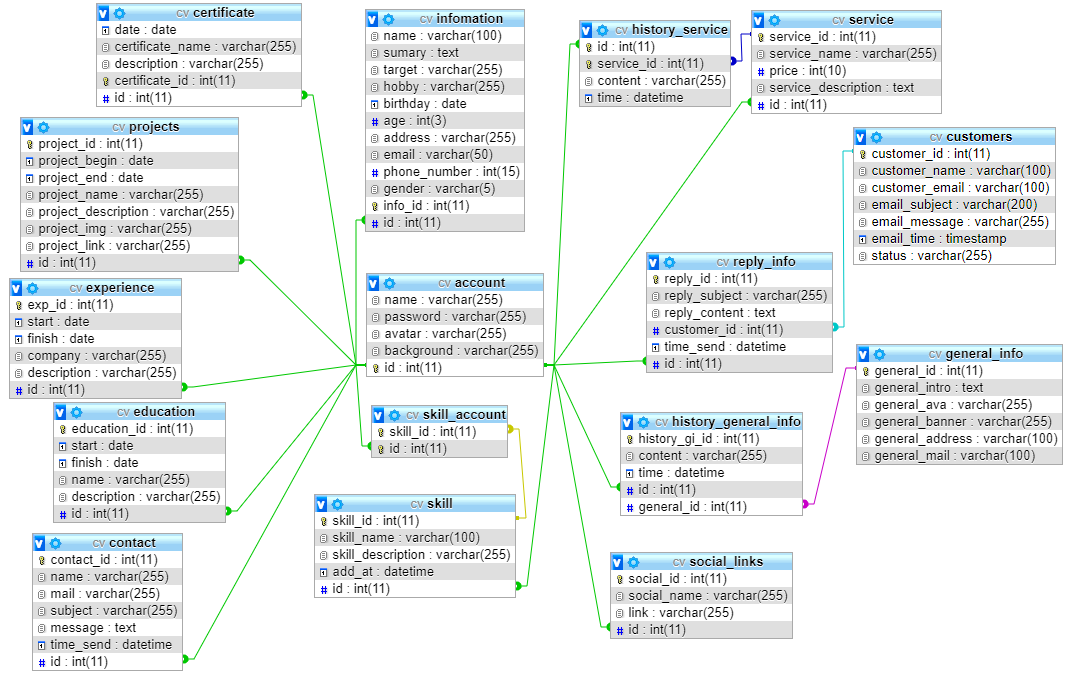 cv certificate
date : date
certificate_name : varchar(255)
description : varchar(255)
certificate_id : int(11)
# id : int(11)
cv projects
project_id : int(11)
project_begin : date
project_end : date
project_name : varchar(255)
project_description : varchar(255)
project_img : varchar(255)
project_link : varchar(255)
# id : int(11)
cv experience
exp_id : int(11)
start : date
finish : date
company : varchar(255)
description : varchar(255)
# id : int(11)
cv education
education_id : int(11)
start : date
finish : date
name : varchar(255)
description : varchar(255)
# id : int(11)
cv contact
contact_id : int(11)
name : varchar(255)
mail : varchar(255)
subject : varchar(255)
message : text
time_send : datetime
# id : int(11)
cv infomation
name : varchar(100)
sumary : text
target : varchar(255)
hobby : varchar(255)
birthday : date
# age : int(3)
address : varchar(255)
email : varchar(50)
# phone_number : int(15)
gender : varchar(5)
info_id : int(11)
# id : int(11)
cv account
name : varchar(255)
password : varchar(255)
avatar : varchar(255)
background : varchar(255)
id : int(11)
cv skill_account
skill_id : int(11)
id : int(11)
cv skill
skill_id : int(11)
skill_name : varchar(100)
skill_description : varchar(255)
add_at : datetime
# id : int(11)
cv history_service
id : int(11)
service_id : int(11)
content : varchar(255)
time : datetime
cv service
service_id : int(11)
service_name : varchar(255)
# price : int(10)
service_description : text
# id : int(11)
cv customers
customer_id : int(11)
customer_name : varchar(100)
customer_email : varchar(100)
email_subject : varchar(200)
email_message : varchar(255)
email_time : timestamp
status : varchar(255)
cv reply_info
reply_id : int(11)
reply_subject : varchar(255)
reply_content : text
# customer_id : int(11)
time_send : datetime
# id : int(11)
cv general_info
general_id : int(11)
general_intro : text
general_ava : varchar(255)
general_banner : varchar(255)
general_address : varchar(100)
general_mail : varchar(100)
cv history_general_info
history_gi_id : int(11)
content : varchar(255)
time : datetime
# id : int(11)
# general_id : int(11)
cv social_links
social_id : int(11)
social_name : varchar(255)
link : varchar(255)
# id : int(11)